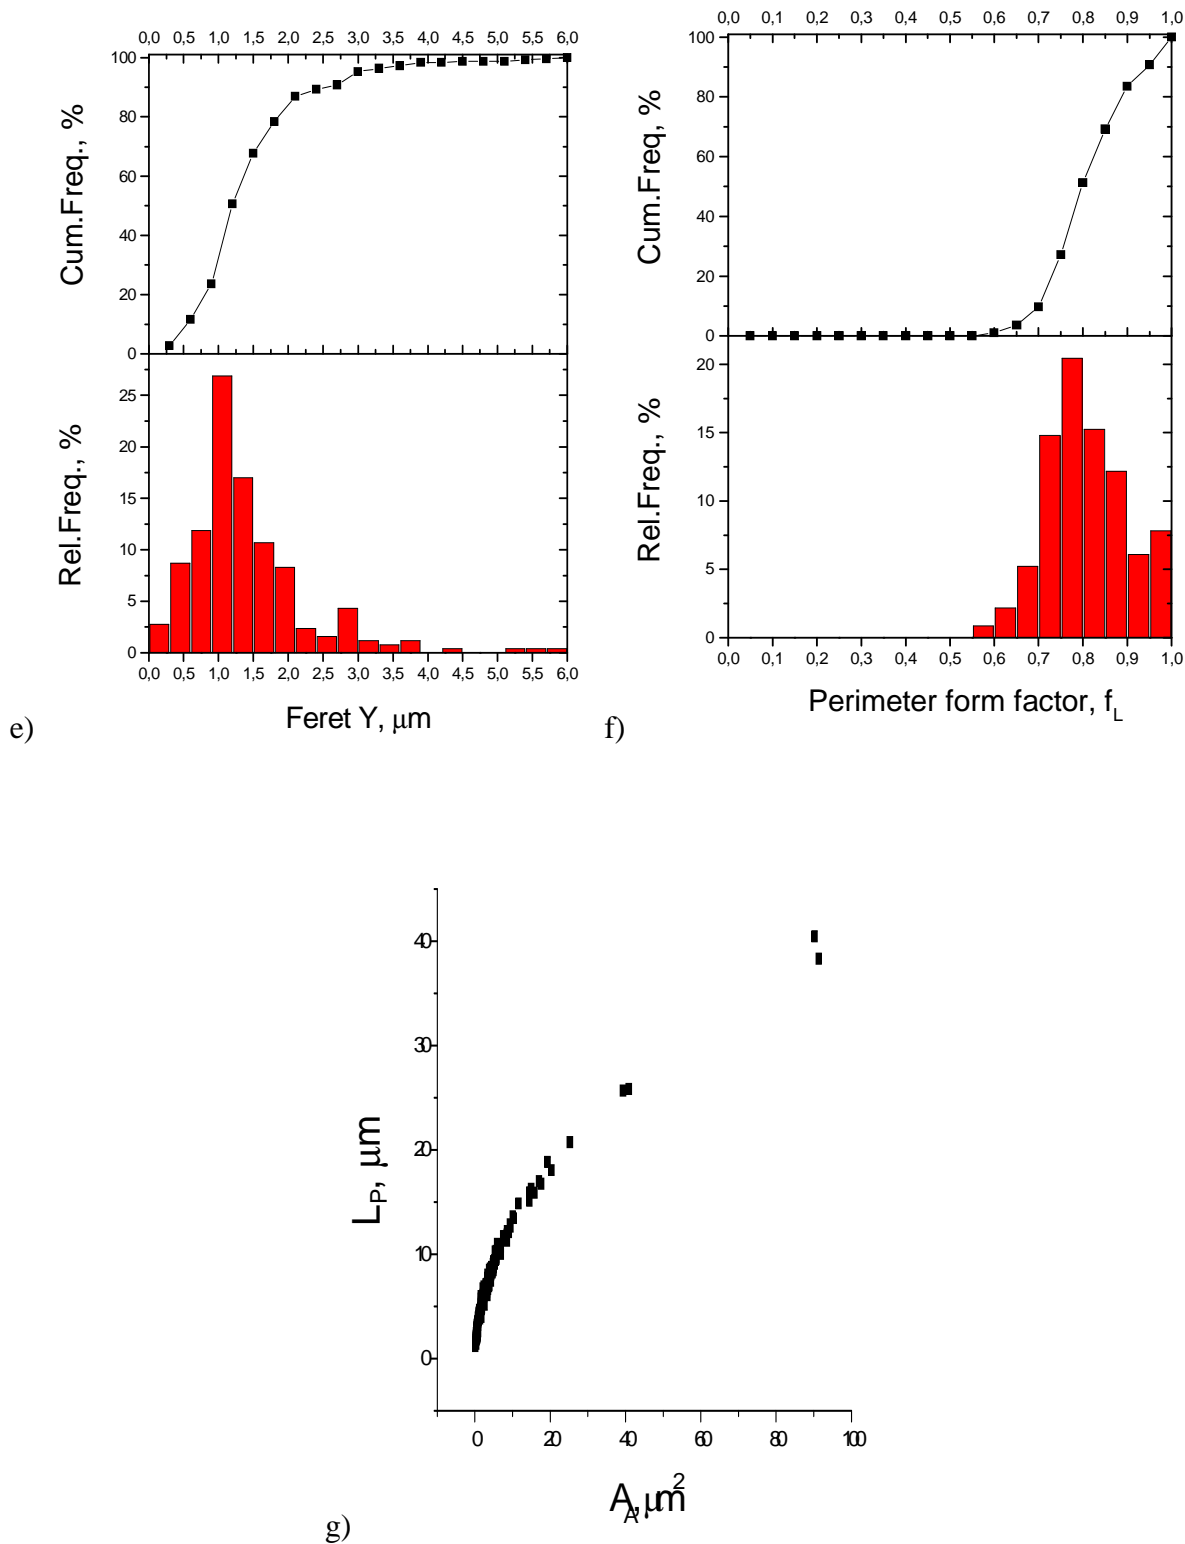 0,0 0,5 1,0 1,5 2,0 2,5 3,0 3,5 4,0 4,5 5,0 5,5 6,0
100
80
60
40
20
0
Cum.Freq., %
25
20
15
10
5
0
Rel.Freq., %
0,0 0,5 1,0 1,5 2,0 2,5 3,0 3,5 4,0 4,5 5,0 5,5 6,0
Feret Y, μm
e)
0,0 0,1 0,2 0,3 0,4 0,5 0,6 0,7 0,8 0,9 1,0
100
80
60
40
20
0
Cum.Freq, %
20
15
10
5
0
Rel.Freq., %
0,0 0,1 0,2 0,3 0,4 0,5 0,6 0,7 0,8 0,9 1,0
Perimeter form factor, f_L
f)
40
30
20
10
0
L_P, μm
0 20 40 60 80 100
A_A, μm²
g)